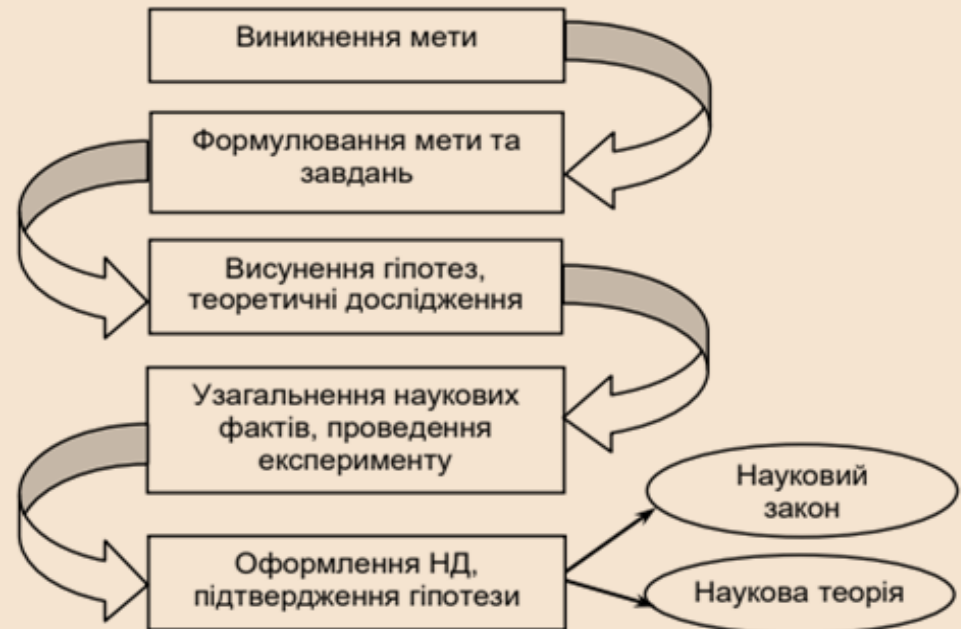 Виникнення мети
Формулювання мети та
завдань
Висунення гіпотез,
теоретичні дослідження
Узагальнення наукових
фактів, проведення
експерименту
Оформлення НД,
підтвердження гіпотези
Науковий
закон
Наукова теорія